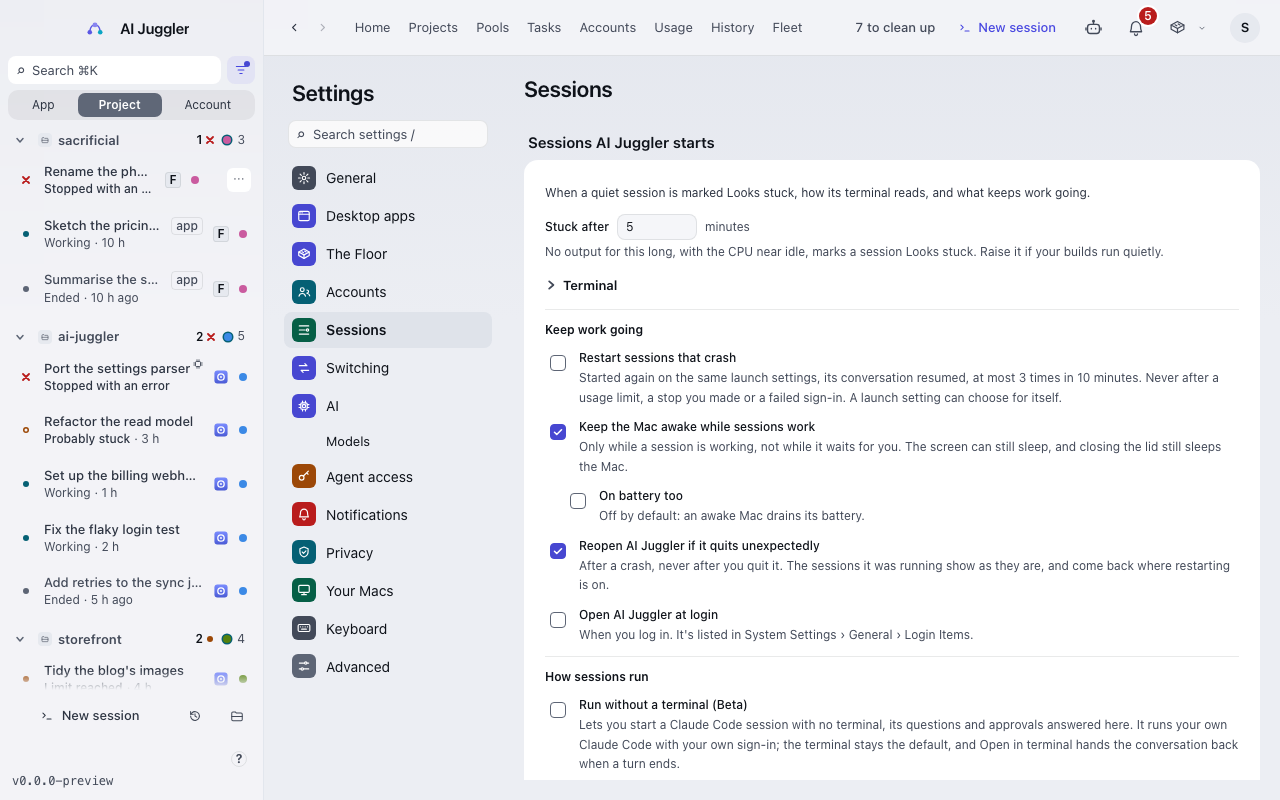 AI Juggler
Search ⌘K
App
Project
Account
sacrificial
1
3
Rename the ph...
F
Stopped with an ...
Sketch the pricin...
app
F
Working · 10 h
Summarise the s...
app
F
Ended · 10 h ago
ai-juggler
2
5
Port the settings parser
Stopped with an error
Refactor the read model
Probably stuck · 3 h
Set up the billing webh...
Working · 1 h
Fix the flaky login test
Working · 2 h
Add retries to the sync j...
Ended · 5 h ago
storefront
2
4
Tidy the blog's images
Limit reached · 4 h
New session
?
v0.0.0-preview
Home
Projects
Pools
Tasks
Accounts
Usage
History
Fleet
7 to clean up
New session
5
S
Settings
Search settings /
General
Desktop apps
The Floor
Accounts
Sessions
Switching
AI
Models
Agent access
Notifications
Privacy
Your Macs
Keyboard
Advanced
Sessions
Sessions AI Juggler starts
When a quiet session is marked Looks stuck, how its terminal reads, and what keeps work going.
Stuck after 5 minutes
No output for this long, with the CPU near idle, marks a session Looks stuck. Raise it if your builds run quietly.
Terminal
Keep work going
Restart sessions that crash
Started again on the same launch settings, its conversation resumed, at most 3 times in 10 minutes. Never after a
usage limit, a stop you made or a failed sign-in. A launch setting can choose for itself.
Keep the Mac awake while sessions work
Only while a session is working, not while it waits for you. The screen can still sleep, and closing the lid still sleeps
the Mac.
On battery too
Off by default: an awake Mac drains its battery.
Reopen AI Juggler if it quits unexpectedly
After a crash, never after you quit it. The sessions it was running show as they are, and come back where restarting
is on.
Open AI Juggler at login
When you log in. It's listed in System Settings › General › Login Items.
How sessions run
Run without a terminal (Beta)
Lets you start a Claude Code session with no terminal, its questions and approvals answered here. It runs your own
Claude Code with your own sign-in; the terminal stays the default, and Open in terminal hands the conversation back
when a turn ends.